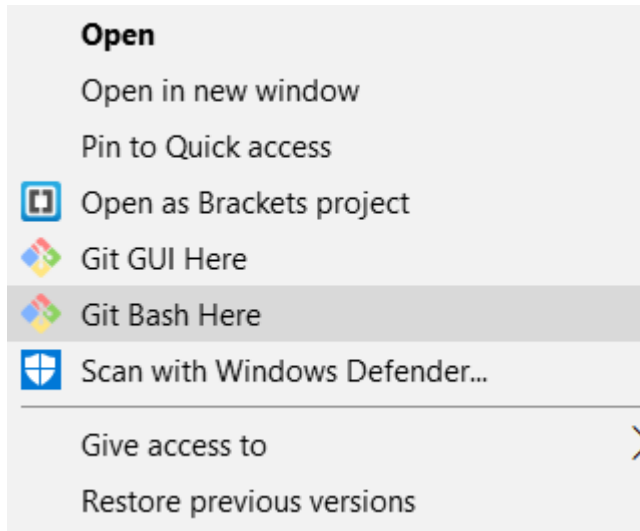 Open
Open in new window
Pin to Quick access
Open as Brackets project
Git GUI Here
Git Bash Here
Scan with Windows Defender...
Give access to
Restore previous versions